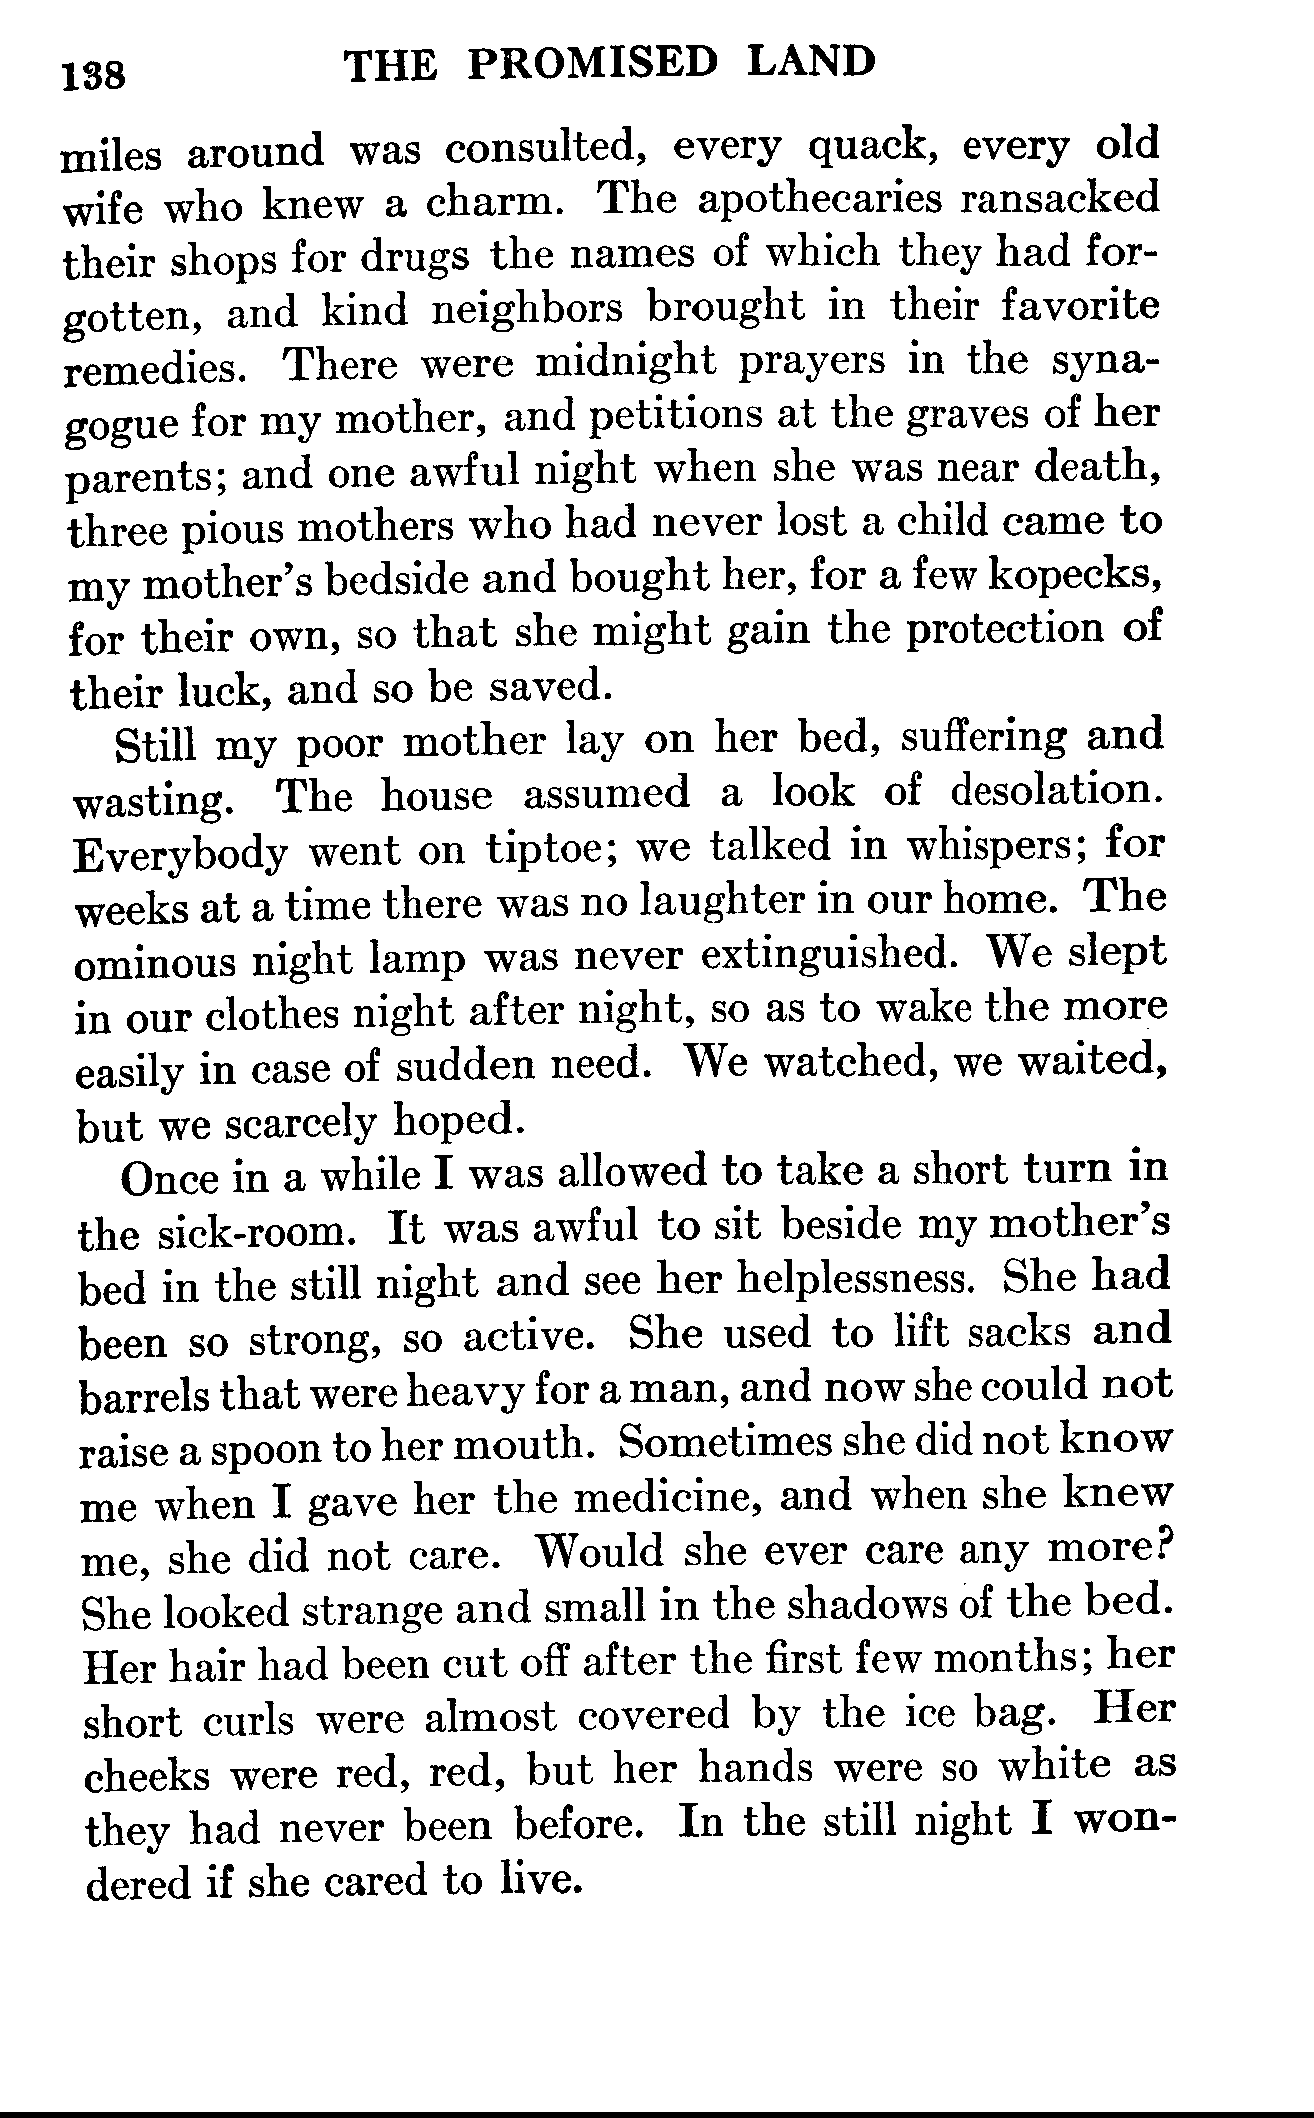 138 THE PROMISED LAND
miles around was consulted, every quack, every old
wife who knew a charm. The apothecaries ransacked
their shops for drugs the names of which they had for-
gotten, and kind neighbors brought in their favorite
remedies. There were midnight prayers in the syna-
gogue for my mother, and petitions at the graves of her
parents; and one awful night when she was near death,
three pious mothers who had never lost a child came to
my mother's bedside and bought her, for a few kopecks,
for their own, so that she might gain the protection of
their luck, and so be saved.
Still my poor mother lay on her bed, suffering and
wasting. The house assumed a look of desolation.
Everybody went on tiptoe; we talked in whispers; for
weeks at a time there was no laughter in our home. The
ominous night lamp was never extinguished. We slept
in our clothes night after night, so as to wake the more
easily in case of sudden need. We watched, we waited,
but we scarcely hoped.
Once in a while I was allowed to take a short turn in
the sick-room. It was awful to sit beside my mother's
bed in the still night and see her helplessness. She had
been so strong, so active. She used to lift sacks and
barrels that were heavy for a man, and now she could not
raise a spoon to her mouth. Sometimes she did not know
me when I gave her the medicine, and when she knew
me, she did not care. Would she ever care any more?
She looked strange and small in the shadows of the bed.
Her hair had been cut off after the first few months; her
short curls were almost covered by the ice bag. Her
cheeks were red, red, but her hands were so white as
they had never been before. In the still night I won-
dered if she cared to live.